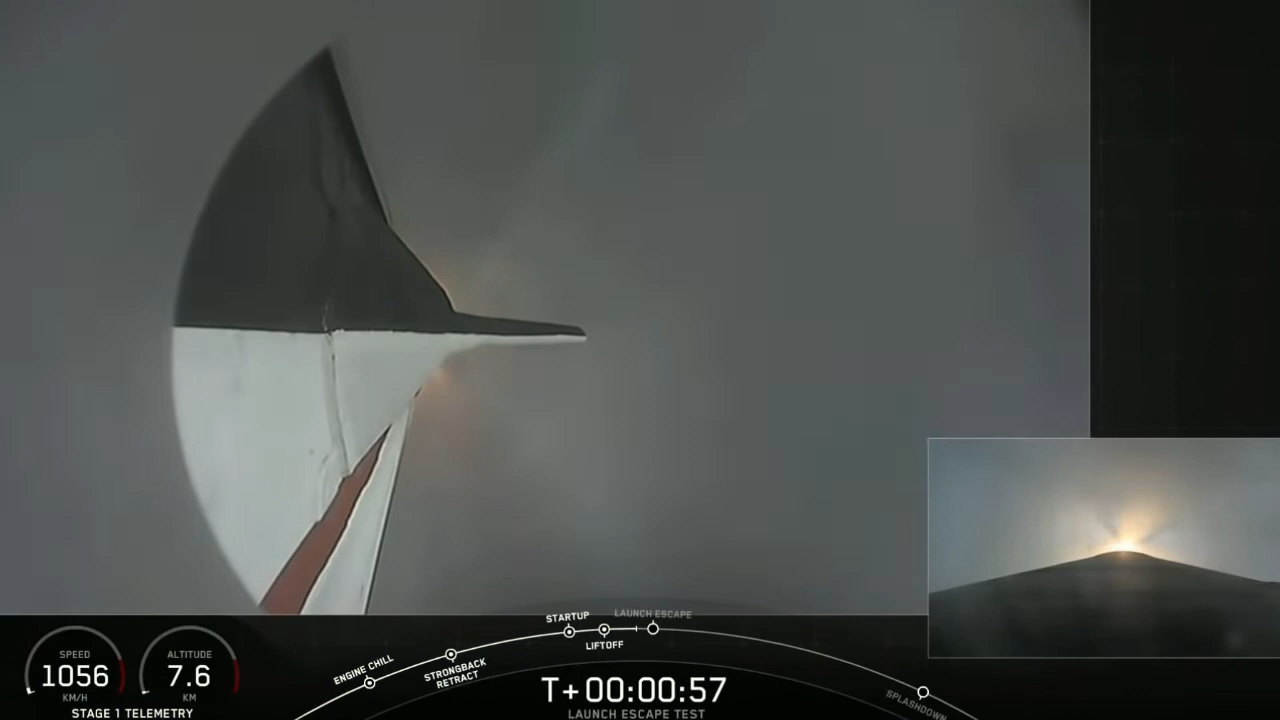 STARTUP
LAUNCH ESCAPE
LIFTOFF
ENGINE CHILL
STRONGBACK
RETRACT
SPLASHDOWN
SPEED
1056
KM/H
ALTITUDE
7.6
KM
STAGE 1 TELEMETRY
T+00:00:57
LAUNCH ESCAPE TEST